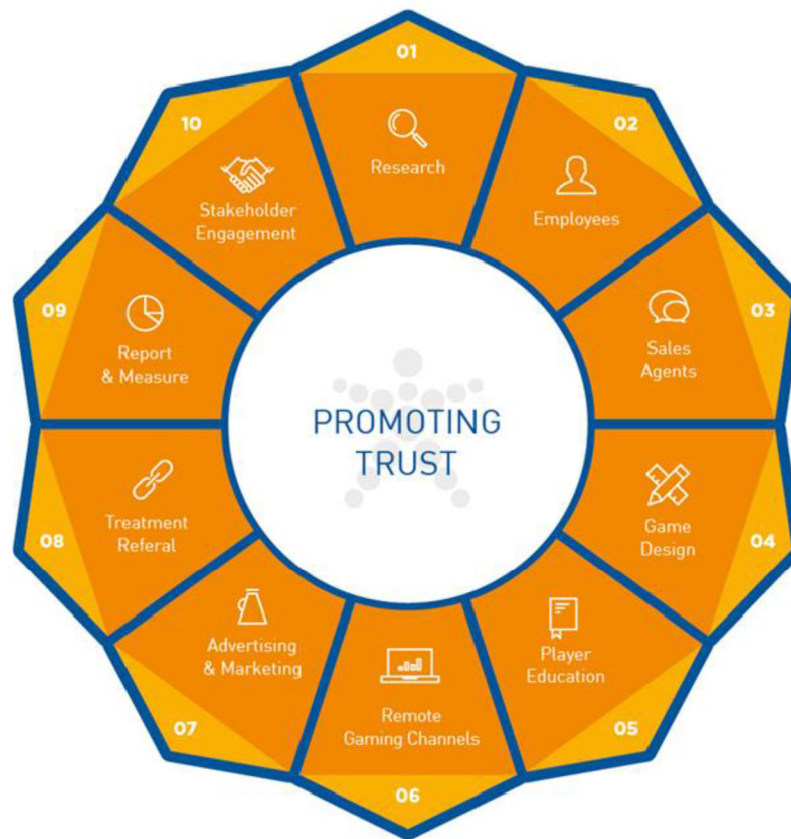 PROMOTING
TRUST
01
Research
02
Employees
03
Sales
Agents
04
Game
Design
05
Player
Education
06
Remote
Gaming Channels
07
Advertising
& Marketing
08
Treatment
Referal
09
Report
& Measure
10
Stakeholder
Engagement